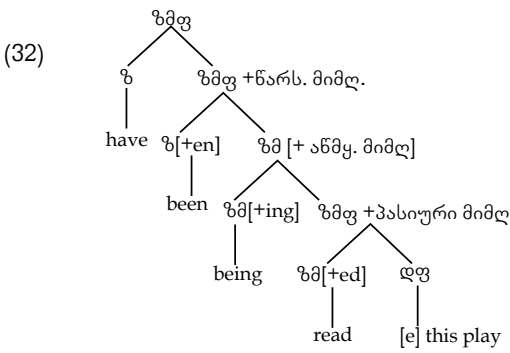 (32)
ზმფ
ზ ზმფ +წარს. მიმღ.
have ზ[+en] ზმ [+ აწმყ. მიმღ]
been ზმ[+ing] ზმფ +პასიური მიმღ
being ზმ[+ed] დფ
read [e] this play